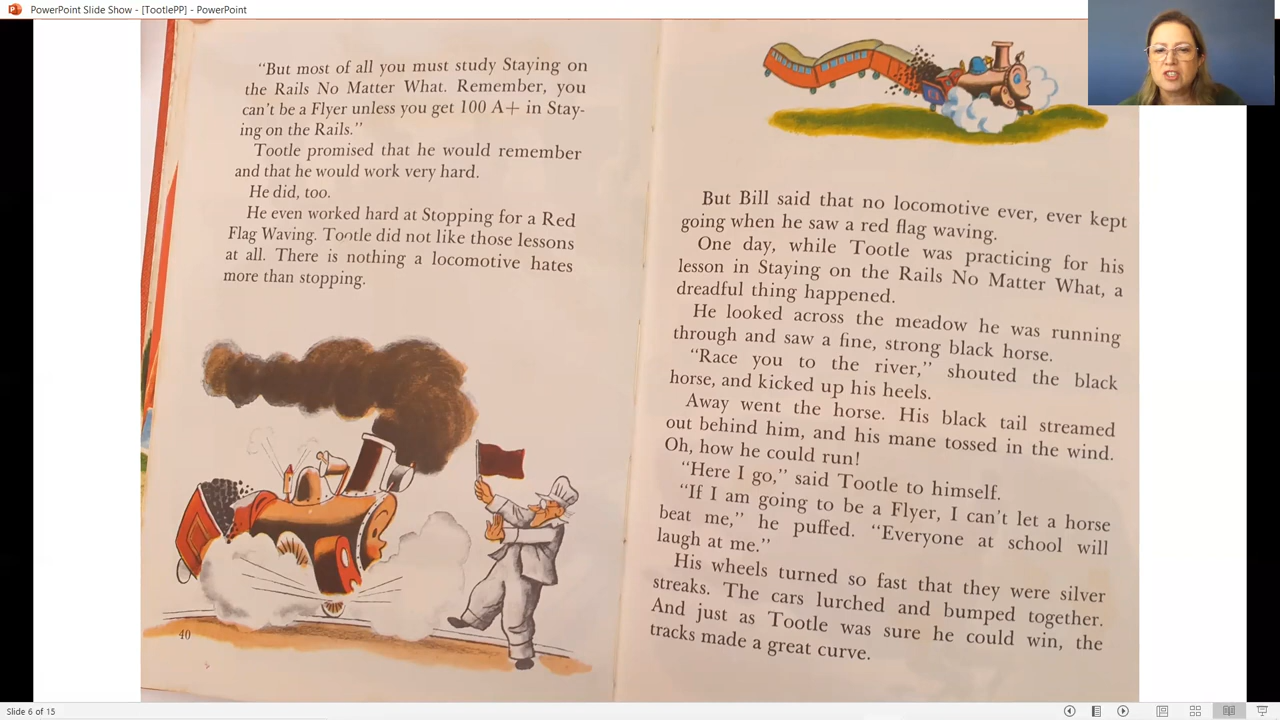 PowerPoint Slide Show - [TootlePP] - PowerPoint
“But most of all you must study Staying on
the Rails No Matter What. Remember, you
can’t be a Flyer unless you get 100 A+ in Stay-
ing on the Rails.”
Tootle promised that he would remember
and that he would work very hard.
He did, too.
He even worked hard at Stopping for a Red
Flag Waving. Tootle did not like those lessons
at all. There is nothing a locomotive hates
more than stopping.
40
But Bill said that no locomotive ever, ever kept
going when he saw a red flag waving.
One day, while Tootle was practicing for his
lesson in Staying on the Rails No Matter What, a
dreadful thing happened.
He looked across the meadow he was running
through and saw a fine, strong black horse.
“Race you to the river,” shouted the black
horse, and kicked up his heels.
Away went the horse. His black tail streamed
out behind him, and his mane tossed in the wind.
Oh, how he could run!
“Here I go,” said Tootle to himself.
“If I am going to be a Flyer, I can’t let a horse
beat me,” he puffed. “Everyone at school will
laugh at me.”
His wheels turned so fast that they were silver
streaks. The cars lurched and bumped together.
And just as Tootle was sure he could win, the
tracks made a great curve.
Slide 6 of 15